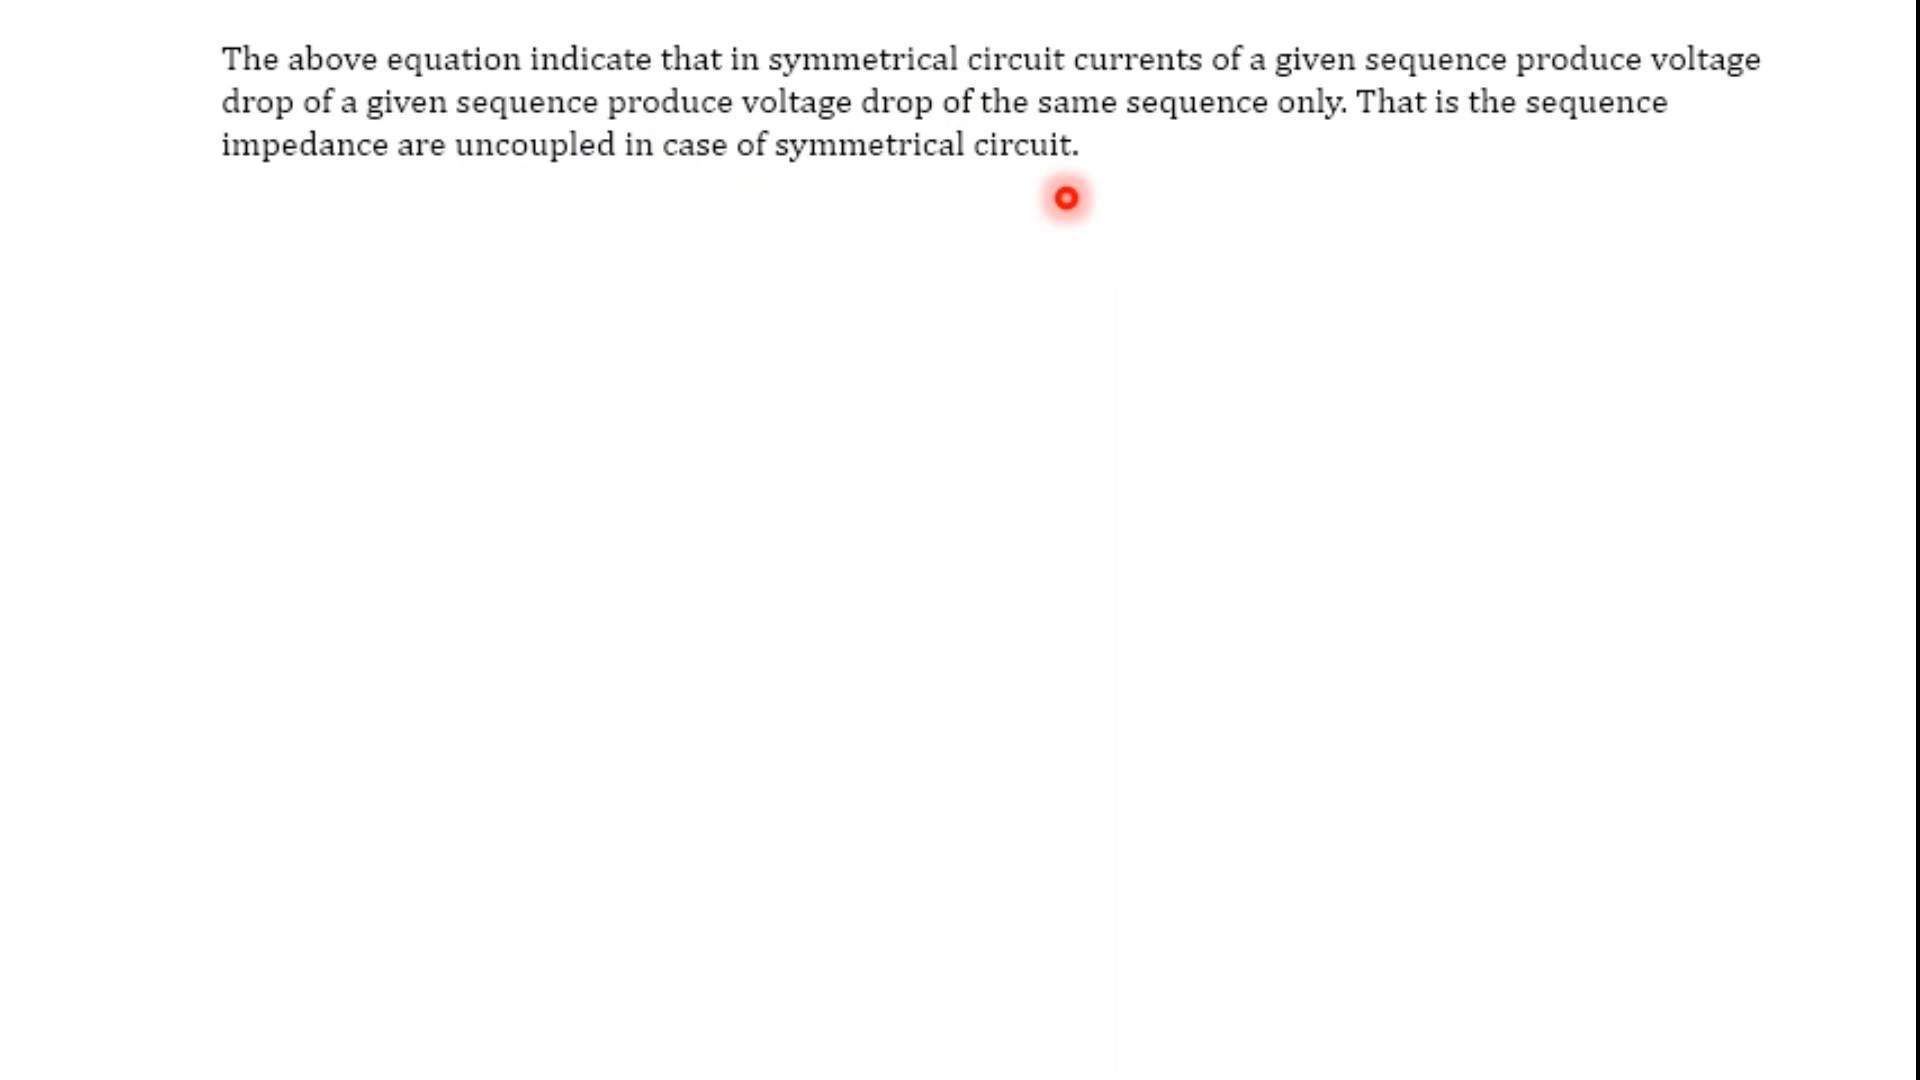 The above equation indicate that in symmetrical circuit currents of a given sequence produce voltage
drop of a given sequence produce voltage drop of the same sequence only. That is the sequence
impedance are uncoupled in case of symmetrical circuit.